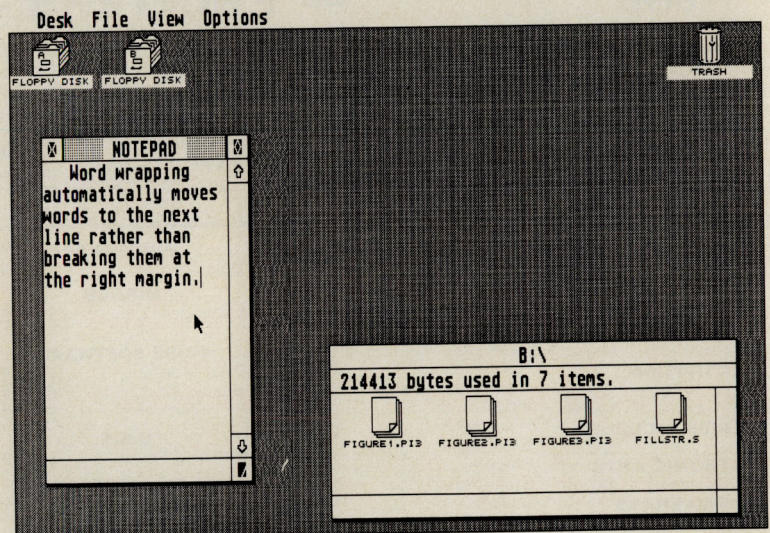 Desk File View Options
A B
FLOPPY DISK FLOPPY DISK
TRASH
NOTEPAD
Word wrapping
automatically moves
words to the next
line rather than
breaking them at
the right margin.
B:\
214413 bytes used in 7 items.
FIGURE1.PI3 FIGURE2.PI3 FIGURE3.PI3 FILLSTR.S